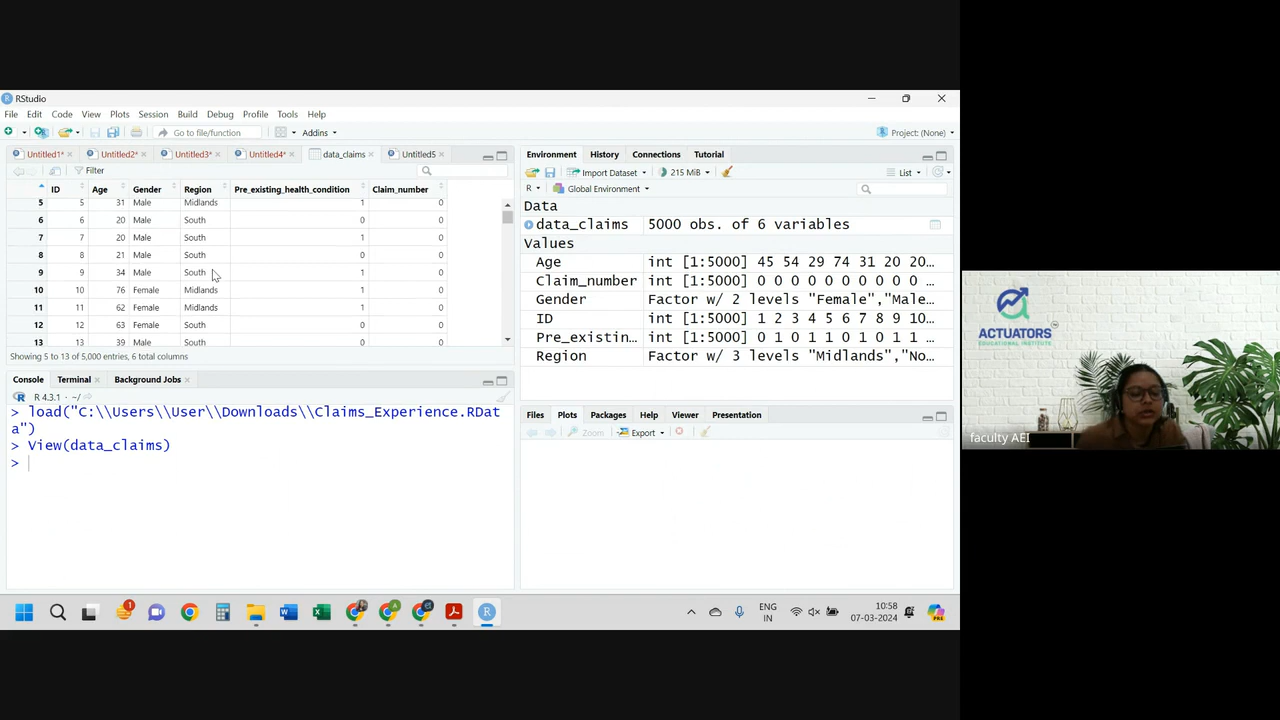 RStudio
File Edit Code View Plots Session Build Debug Profile Tools Help
Go to file/function Addins Project: (None)
Untitled1* Untitled2* Untitled3* Untitled4* data_claims Untitled5
Filter
ID Age Gender Region Pre_existing_health_condition Claim_number
5 5 31 Male Midlands 1 0
6 6 20 Male South 0 0
7 7 20 Male South 1 0
8 8 21 Male South 0 0
9 9 34 Male South 1 0
10 10 76 Female Midlands 1 0
11 11 62 Female Midlands 1 0
12 12 63 Female South 0 0
13 13 39 Male South 1 0
Showing 5 to 13 of 5,000 entries, 6 total columns
Console Terminal Background Jobs
R 4.3.1 · ~/
> load("C:\\Users\\User\\Downloads\\Claims_Experience.RDat
a")
> View(data_claims)
>
Environment History Connections Tutorial
Import Dataset 215 MiB List
R Global Environment
Data
data_claims 5000 obs. of 6 variables
Values
Age int [1:5000] 45 54 29 74 31 20 20…
Claim_number int [1:5000] 0 0 0 0 0 0 0 0 …
Gender Factor w/ 2 levels "Female","Male…
ID int [1:5000] 1 2 3 4 5 6 7 8 9 10…
Pre_existin… int [1:5000] 0 1 0 1 1 0 1 0 1 1 …
Region Factor w/ 3 levels "Midlands","No…
Files Plots Packages Help Viewer Presentation
Zoom Export
ACTUATORS
EDUCATIONAL INSTITUTE
faculty AEI
1
ENG
IN
10:58
07-03-2024
PRE